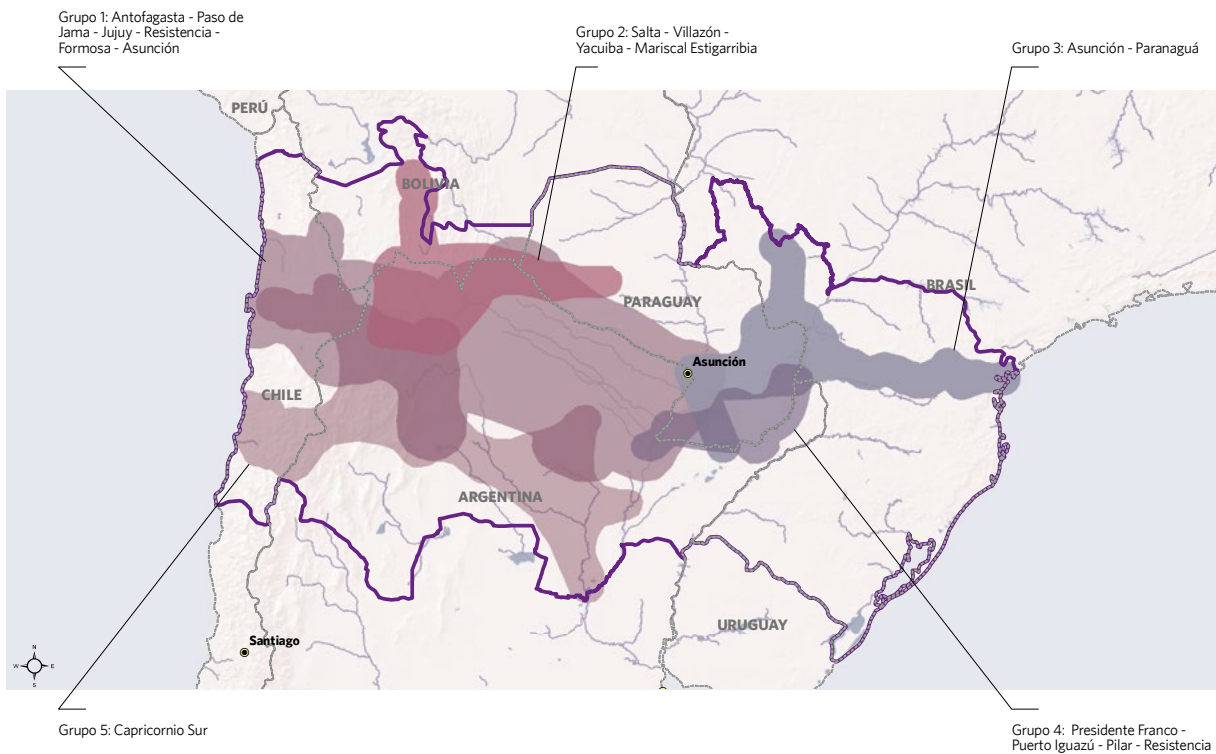 Grupo 1: Antofagasta - Paso de
Jama - Jujuy - Resistencia -
Formosa - Asunción
Grupo 2: Salta - Villazón -
Yacuiba - Mariscal Estigarribia
Grupo 3: Asunción - Paranaguá
PERÚ
BOLIVIA
BRASIL
PARAGUAY
Asunción
CHILE
ARGENTINA
URUGUAY
Santiago
N
W
E
S
Grupo 5: Capricornio Sur
Grupo 4: Presidente Franco -
Puerto Iguazú - Pilar - Resistencia